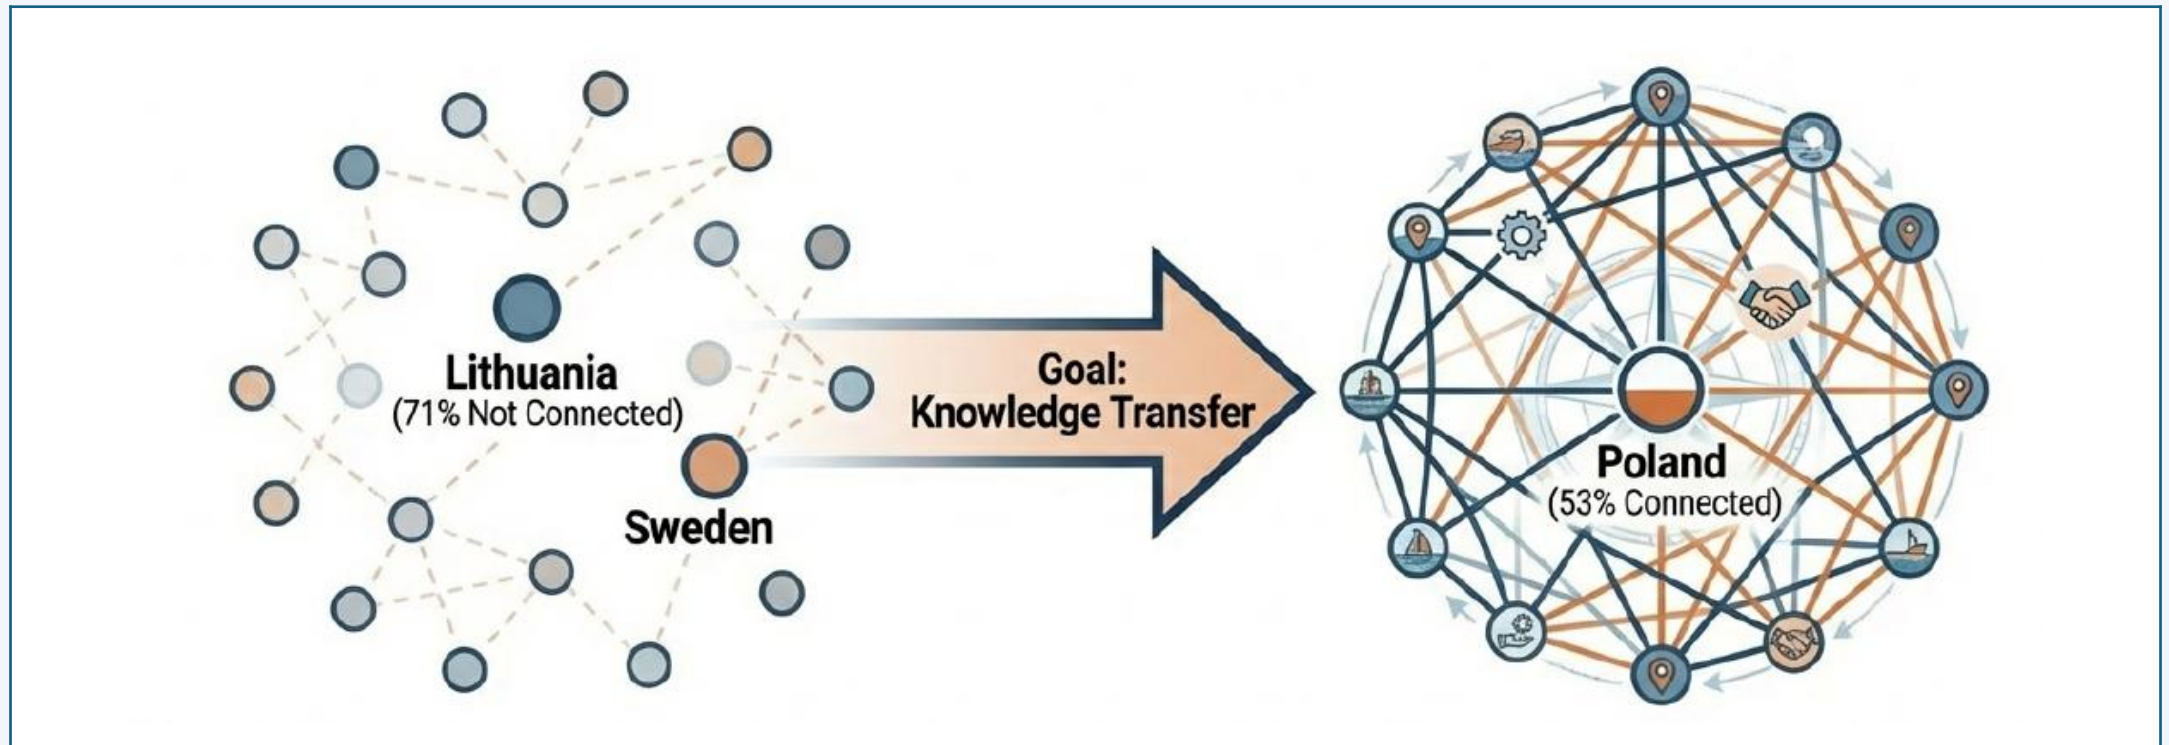 Lithuania
(71% Not Connected)
Sweden
Goal:
Knowledge Transfer
Poland
(53% Connected)